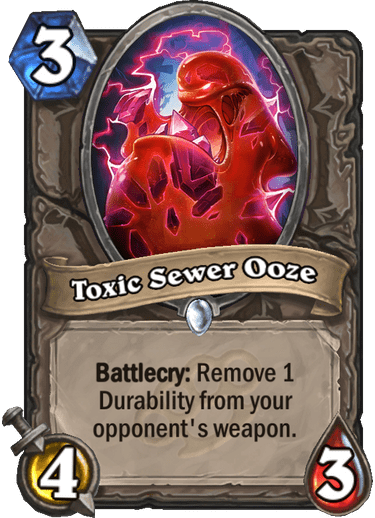 3
Toxic Sewer Ooze
Battlecry: Remove 1
Durability from your
opponent's weapon.
4
3